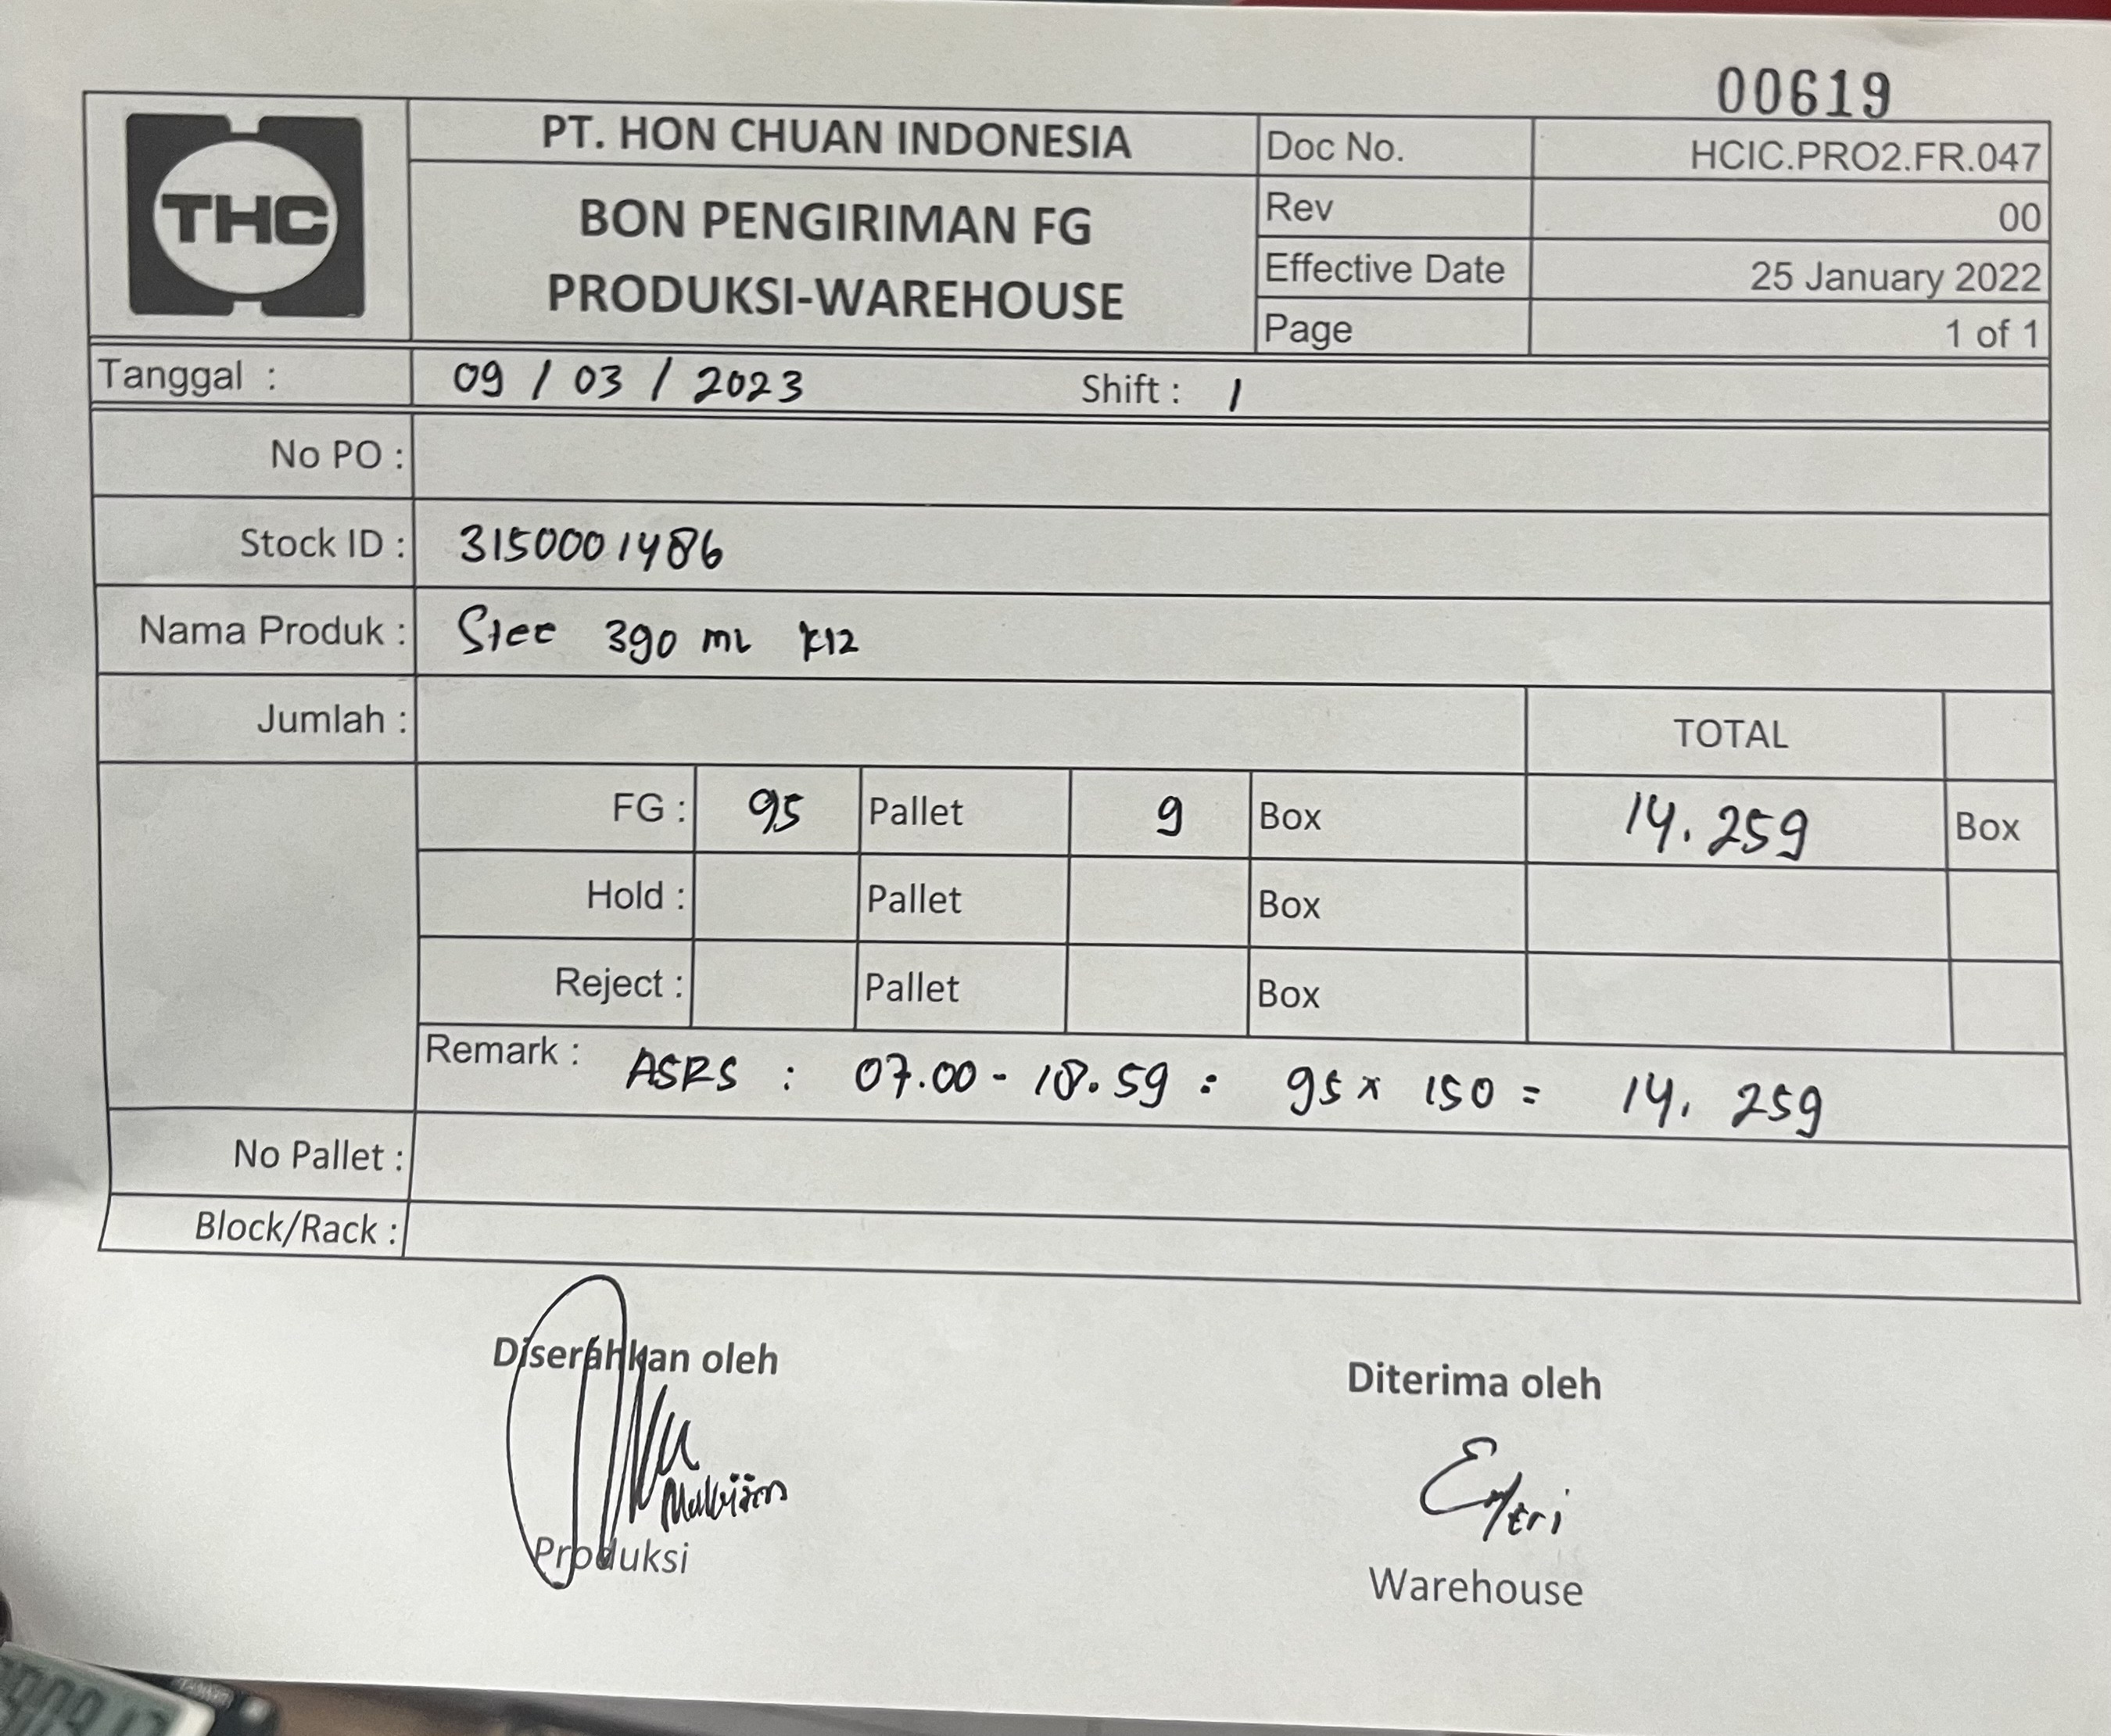 00619
THC
PT. HON CHUAN INDONESIA
BON PENGIRIMAN FG
PRODUKSI-WAREHOUSE
Doc No. HCIC.PRO2.FR.047
Rev 00
Effective Date 25 January 2022
Page 1 of 1
Tanggal : 09 / 03 / 2023 Shift : 1
No PO :
Stock ID : 3150001486
Nama Produk : 390 ml K12
Jumlah : TOTAL
FG : 95 Pallet 9 Box 14.259 Box
Hold : Pallet Box
Reject : Pallet Box
Remark : ASRS : 07.00 - 18.59 : 95 x 150 = 14. 259
No Pallet :
Block/Rack :
Diserahkan oleh
Produksi
Diterima oleh
Warehouse